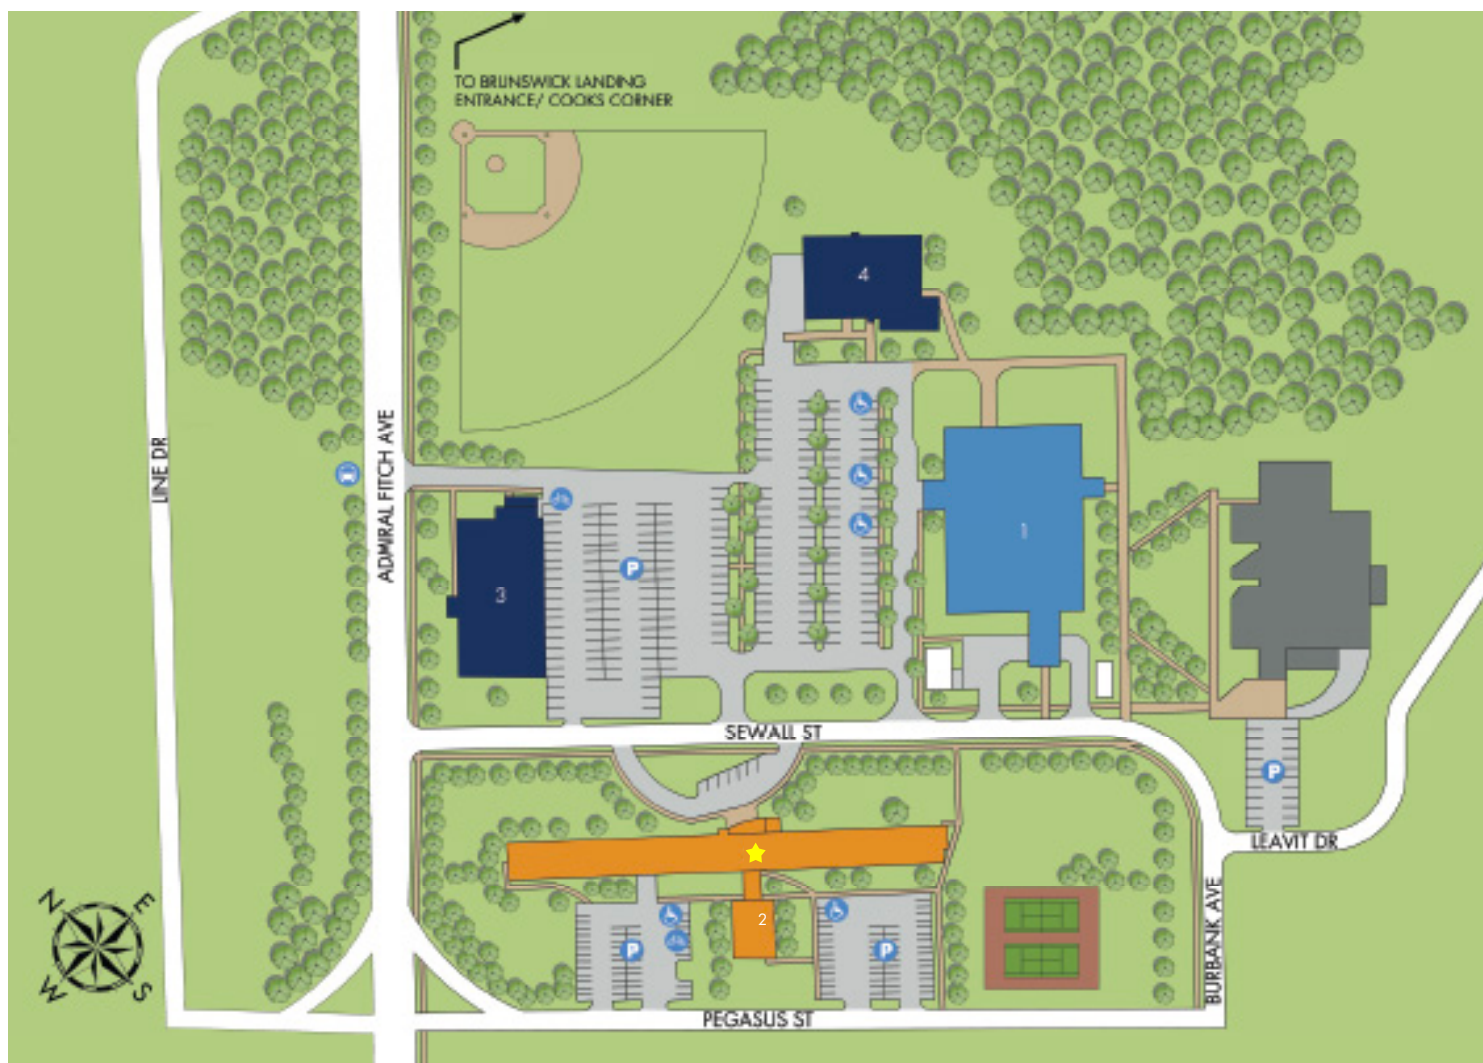 TO BRUNSWICK LANDING
ENTRANCE/ COOKS CORNER
4
LINE DR
ADMIRAL FITCH AVE
1
3
P
SEWALL ST
P
LEAVIT DR
2
P
P
BURBANK AVE
PEGASUS ST
N
E
W
S